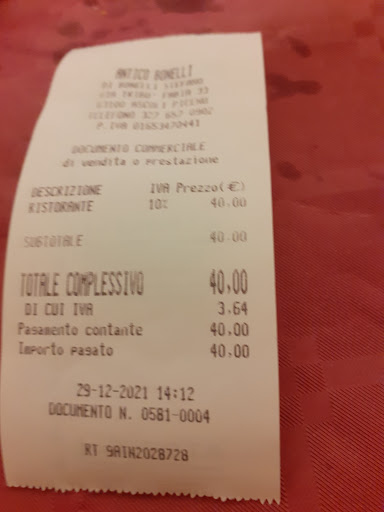 ANTICO BONELLI
DI BONELLI STEFANO
VIA TRIBU' FABIA 33
63100 ASCOLI PICENO
TELEFONO 327 657 0902
P.IVA 01653470441
DOCUMENTO COMMERCIALE
di vendita o prestazione
DESCRIZIONE IVA Prezzo(€)
RISTORANTE 10% 40.00
SUBTOTALE 40.00
TOTALE COMPLESSIVO 40,00
DI CUI IVA 3.64
Pagamento contante 40.00
Importo pagato 40,00
29-12-2021 14:12
DOCUMENTO N. 0581-0004
RT 9AIW2028728